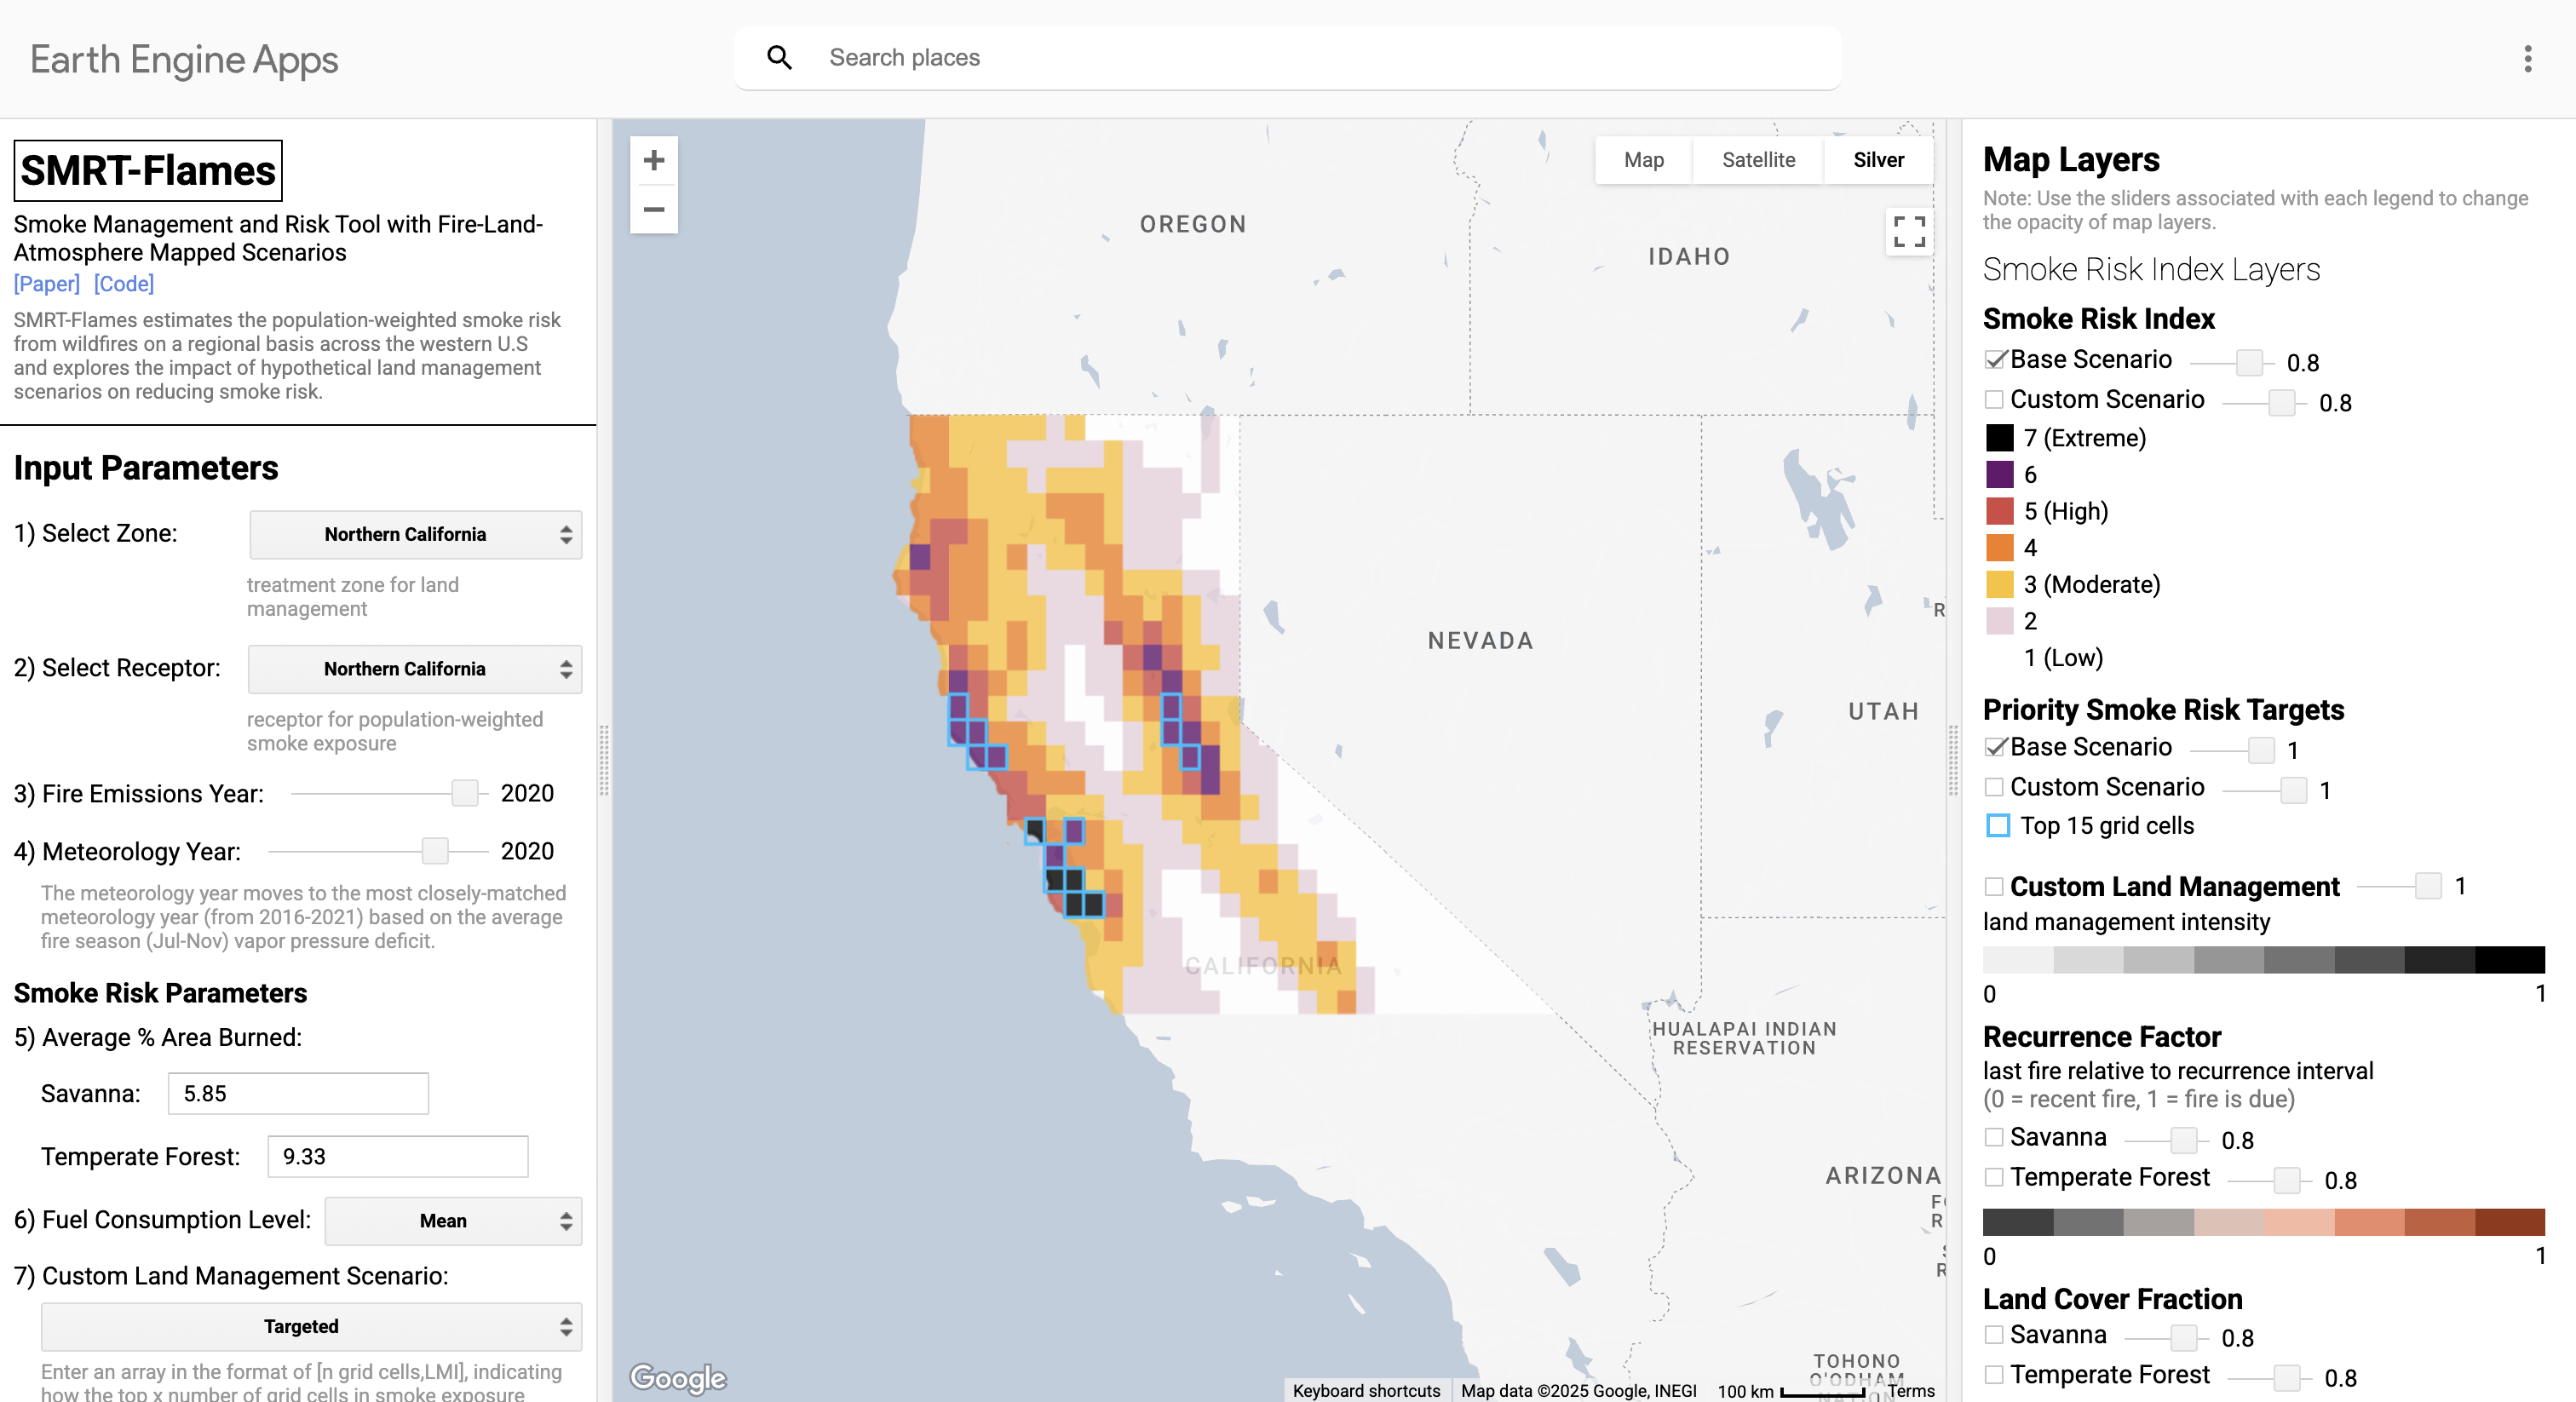 Earth Engine Apps
Search places
SMRT-Flames
Smoke Management and Risk Tool with Fire-Land-
Atmosphere Mapped Scenarios
[Paper] [Code]
SMRT-Flames estimates the population-weighted smoke risk
from wildfires on a regional basis across the western U.S
and explores the impact of hypothetical land management
scenarios on reducing smoke risk.
Input Parameters
1) Select Zone:
Northern California
treatment zone for land
management
2) Select Receptor:
Northern California
receptor for population-weighted
smoke exposure
3) Fire Emissions Year:
2020
4) Meteorology Year:
2020
The meteorology year moves to the most closely-matched
meteorology year (from 2016-2021) based on the average
fire season (Jul-Nov) vapor pressure deficit.
Smoke Risk Parameters
5) Average % Area Burned:
Savanna:
5.85
Temperate Forest:
9.33
6) Fuel Consumption Level:
Mean
7) Custom Land Management Scenario:
Targeted
Enter an array in the format of [n grid cells,LMI], indicating
how the top x number of grid cells in smoke exposure
Map
Satellite
Silver
OREGON
IDAHO
NEVADA
UTAH
CALIFORNIA
HUALAPAI INDIAN
RESERVATION
ARIZONA
TOHONO
O'ODHAM
NATION
Google
Keyboard shortcuts
Map data ©2025 Google, INEGI
100 km
Terms
Map Layers
Note: Use the sliders associated with each legend to change
the opacity of map layers.
Smoke Risk Index Layers
Smoke Risk Index
Base Scenario 0.8
Custom Scenario 0.8
7 (Extreme)
6
5 (High)
4
3 (Moderate)
2
1 (Low)
Priority Smoke Risk Targets
Base Scenario 1
Custom Scenario 1
Top 15 grid cells
Custom Land Management 1
land management intensity
0 1
Recurrence Factor
last fire relative to recurrence interval
(0 = recent fire, 1 = fire is due)
Savanna 0.8
Temperate Forest 0.8
0 1
Land Cover Fraction
Savanna 0.8
Temperate Forest 0.8